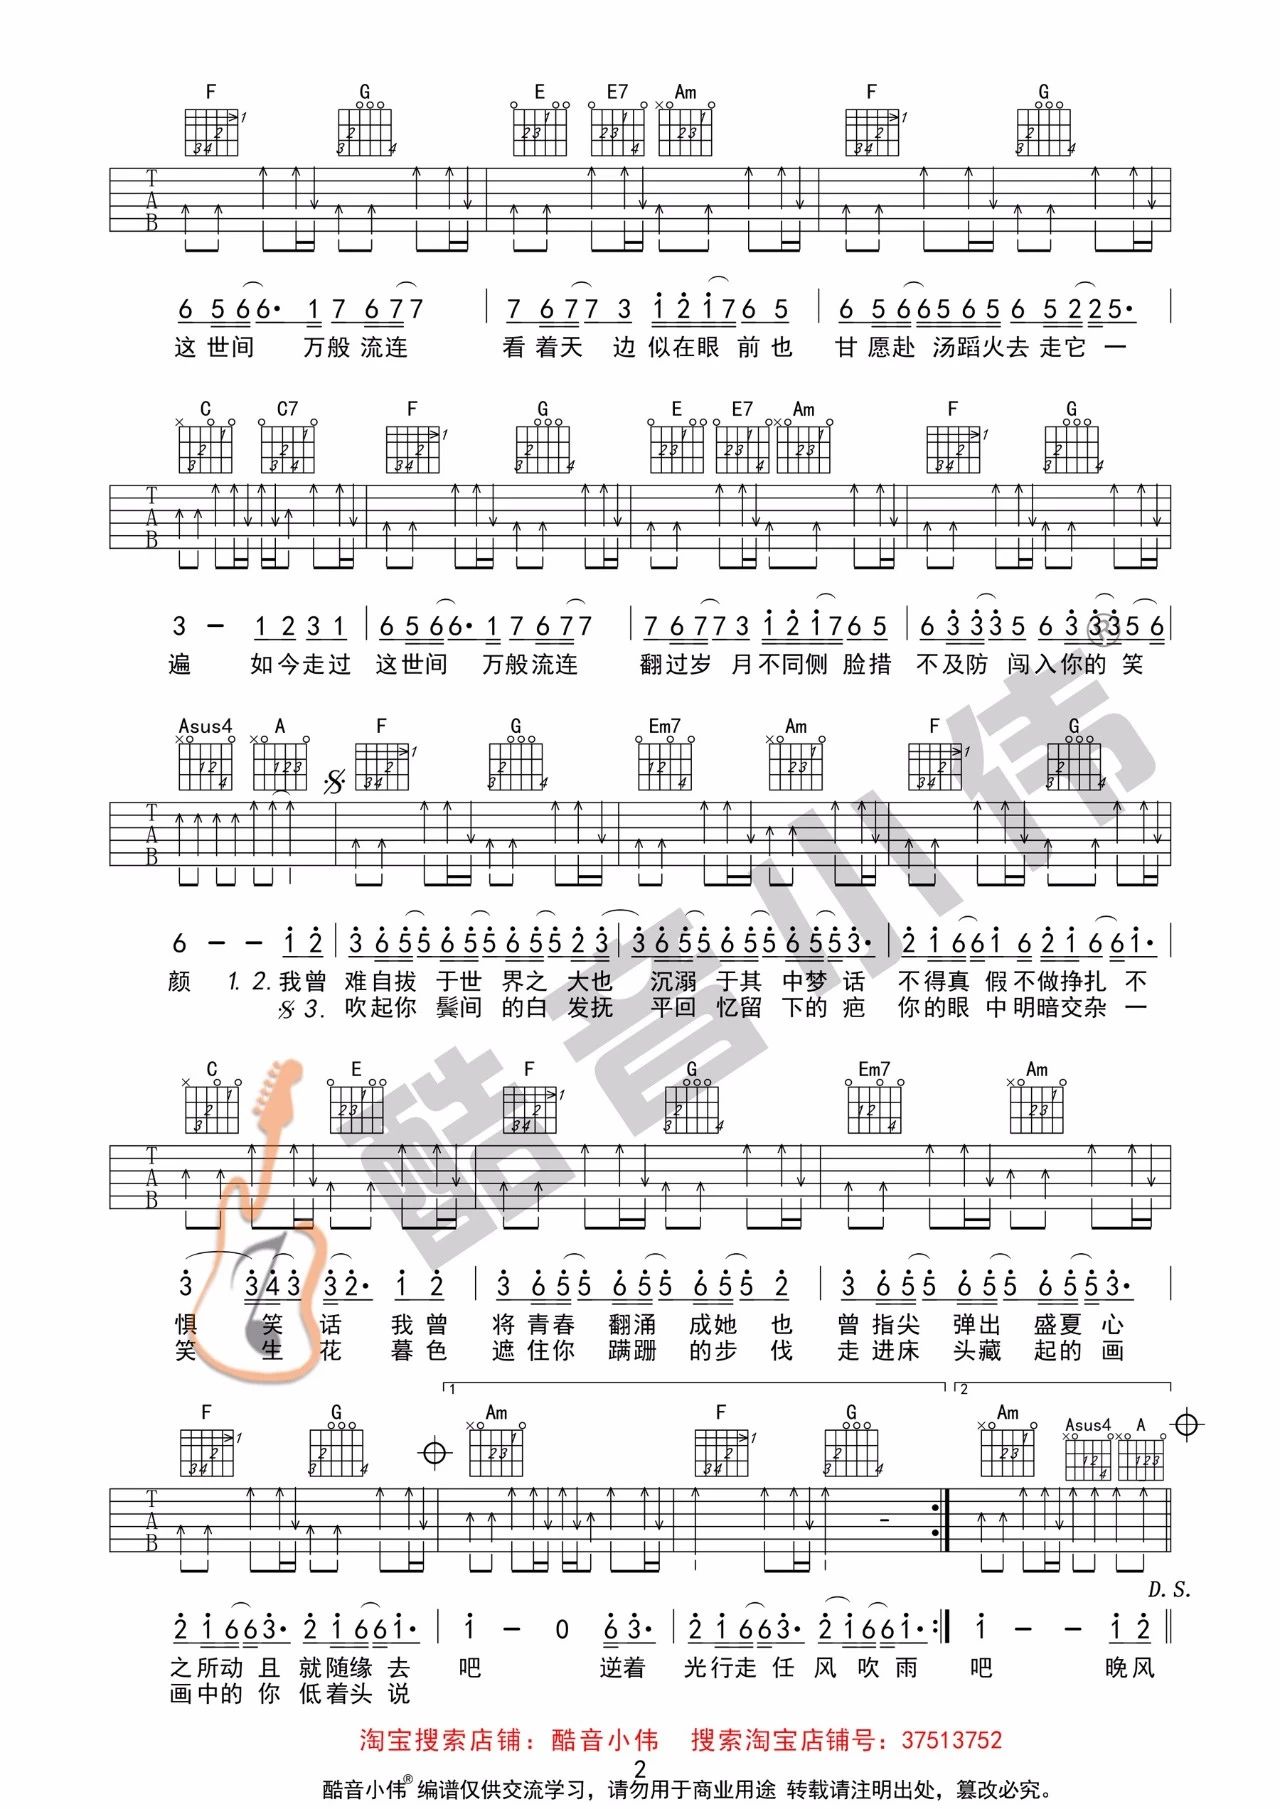 F G E E7 Am F G
T A B
6 5 6 6· 1 7 6 7 7 | 7 6 7 7 3 1 2 1 7 6 5 | 6 5 6 6 5 6 5 6 5 2 2 5·
这世间 万般流连 看着天 边似在眼前也 甘愿赴 汤蹈火去走它一
C C7 F G E E7 Am F G
T A B
3 - 1 2 3 1 | 6 5 6 6· 1 7 6 7 7 | 7 6 7 7 3 1 2 1 7 6 5 | 6 3 3 3 5 6 3 3 3 5 6
遍 如今走过 这世间 万般流连 翻过岁 月不同侧脸措 不及防 闯入你的 笑
Asus4 A F G Em7 Am F G
T A B
6 - - 1 2 | 3 6 5 5 6 5 5 6 5 5 2 3 | 3 6 5 5 6 5 5 6 5 5 3· | 2 1 6 6 1 6 2 1 6 6 1·
颜 1. 2. 我曾 难自拔 于世 界之 大也 沉溺 于其 中梦话 不得真 假不做挣扎 不
3. 吹起你 鬓间 的白 发抚 平回 忆留 下的疤 你的眼 中明暗交杂 一
C E F G Em7 Am
T A B
3 3 4 3 3 2· 1 2 | 3 6 5 5 6 5 5 6 5 5 2 | 3 6 5 5 6 5 5 6 5 5 3·
惧 笑 话 我曾 将青春 翻涌 成她 也 曾指尖 弹出 盛夏 心
笑 生 花 暮色 遮住你 蹒跚 的步 伐 走进床 头藏 起的 画
1 2
F G Am F G Am Asus4 A
T A B
D. S.
2 1 6 6 3· 2 1 6 6 1· | 1 - 0 6 3· | 2 1 6 6 3· 2 1 6 6 1· :| 1 - - 1 2
之所动 且 就随缘 去 吧 逆着 光行走 任 风吹雨 吧 晚风
画中的 你 低着头 说
酷音小伟®
淘宝搜索店铺：酷音小伟 搜索淘宝店铺号：37513752
2
酷音小伟® 编谱仅供交流学习，请勿用于商业用途 转载请注明出处，篡改必究。